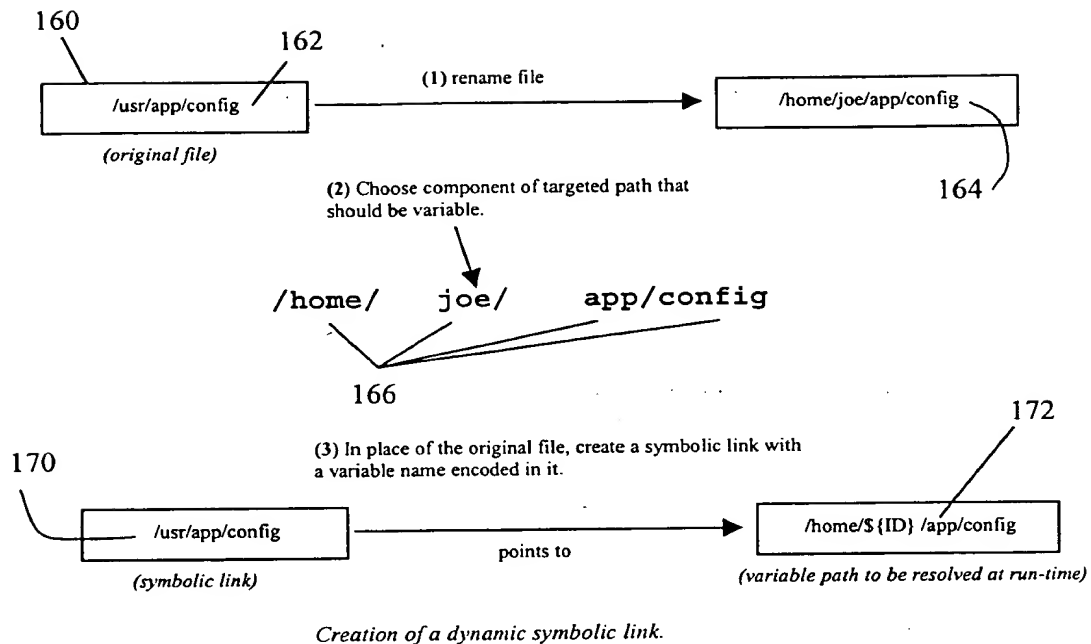 160
162
/usr/app/config
(1) rename file
/home/joe/app/config
(original file)
164
(2) Choose component of targeted path that
should be variable.
/home/ joe/ app/config
166
172
(3) In place of the original file, create a symbolic link with
a variable name encoded in it.
170
/usr/app/config
points to
/home/${ID} /app/config
(symbolic link)
(variable path to be resolved at run-time)
Creation of a dynamic symbolic link.